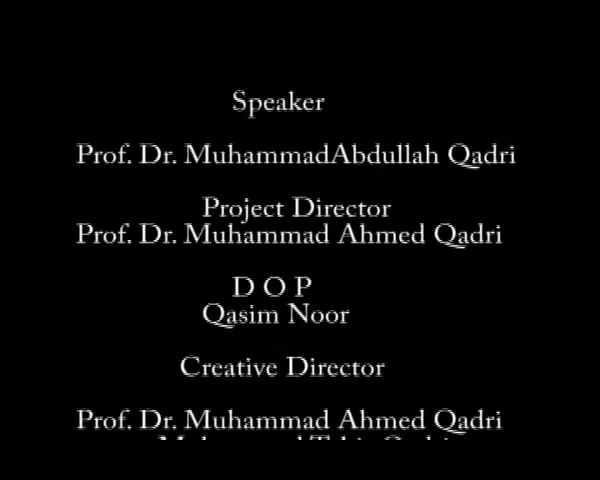 Speaker
Prof. Dr. MuhammadAbdullah Qadri
Project Director
Prof. Dr. Muhammad Ahmed Qadri
D O P
Qasim Noor
Creative Director
Prof. Dr. Muhammad Ahmed Qadri